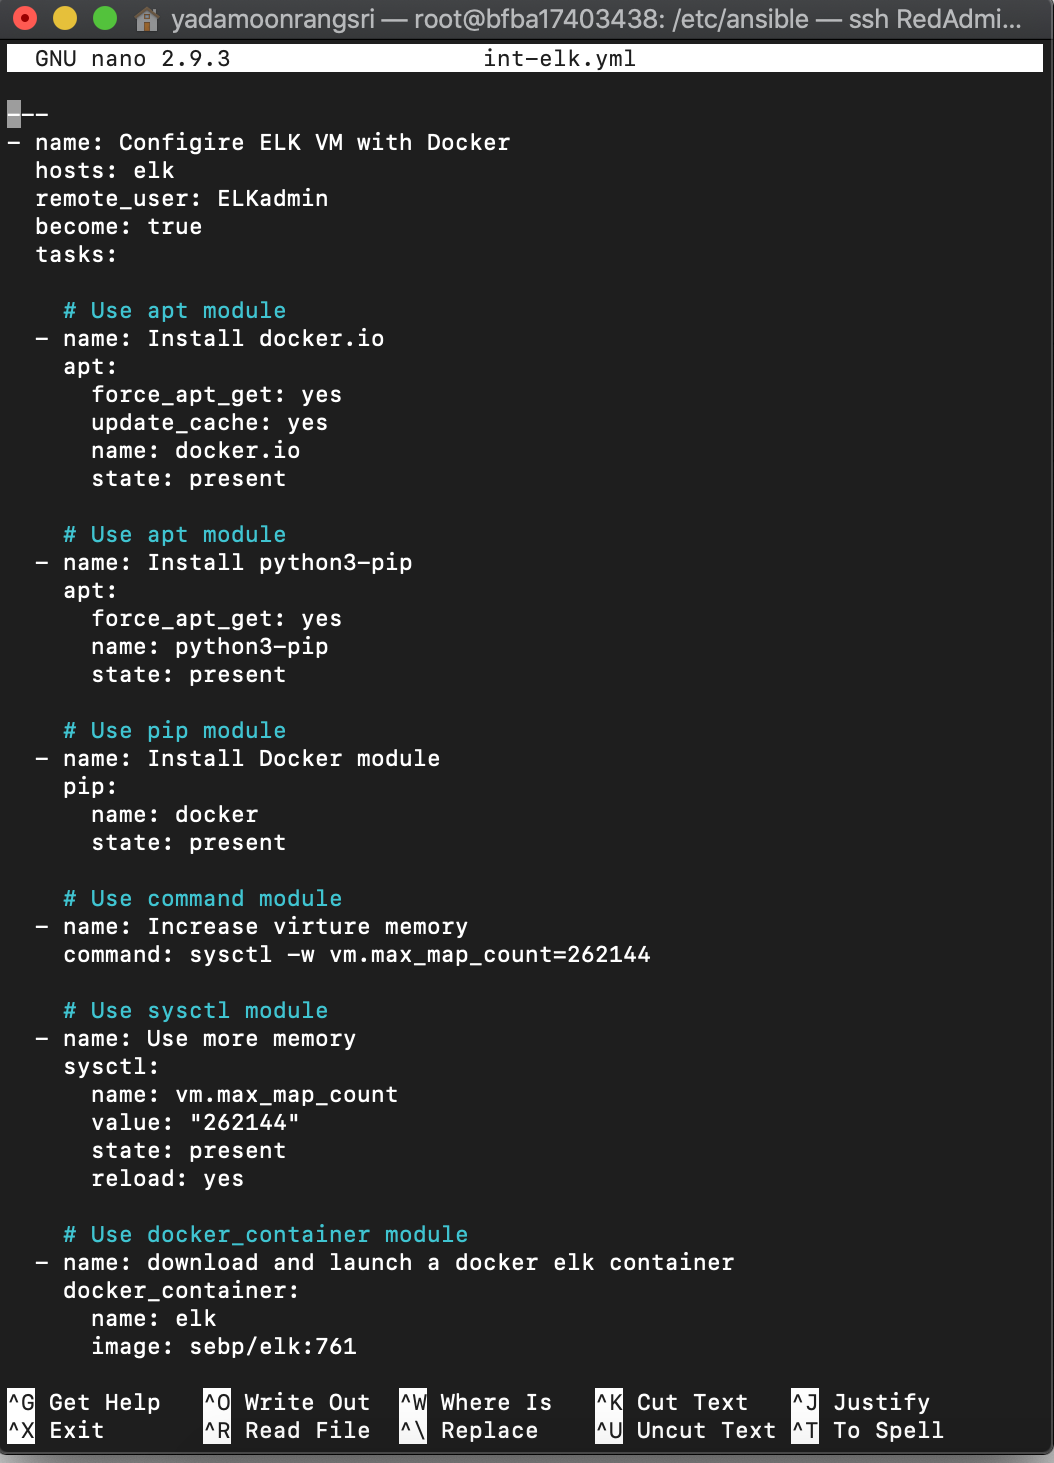 yadamoonrangsri — root@bfba17403438: /etc/ansible — ssh RedAdmi...
GNU nano 2.9.3 int-elk.yml
---
- name: Configire ELK VM with Docker
  hosts: elk
  remote_user: ELKadmin
  become: true
  tasks:
    # Use apt module
  - name: Install docker.io
    apt:
      force_apt_get: yes
      update_cache: yes
      name: docker.io
      state: present
    # Use apt module
  - name: Install python3-pip
    apt:
      force_apt_get: yes
      name: python3-pip
      state: present
    # Use pip module
  - name: Install Docker module
    pip:
      name: docker
      state: present
    # Use command module
  - name: Increase virture memory
    command: sysctl -w vm.max_map_count=262144
    # Use sysctl module
  - name: Use more memory
    sysctl:
      name: vm.max_map_count
      value: "262144"
      state: present
      reload: yes
    # Use docker_container module
  - name: download and launch a docker elk container
    docker_container:
      name: elk
      image: sebp/elk:761
^G Get Help ^O Write Out ^W Where Is ^K Cut Text ^J Justify
^X Exit ^R Read File ^\ Replace ^U Uncut Text ^T To Spell